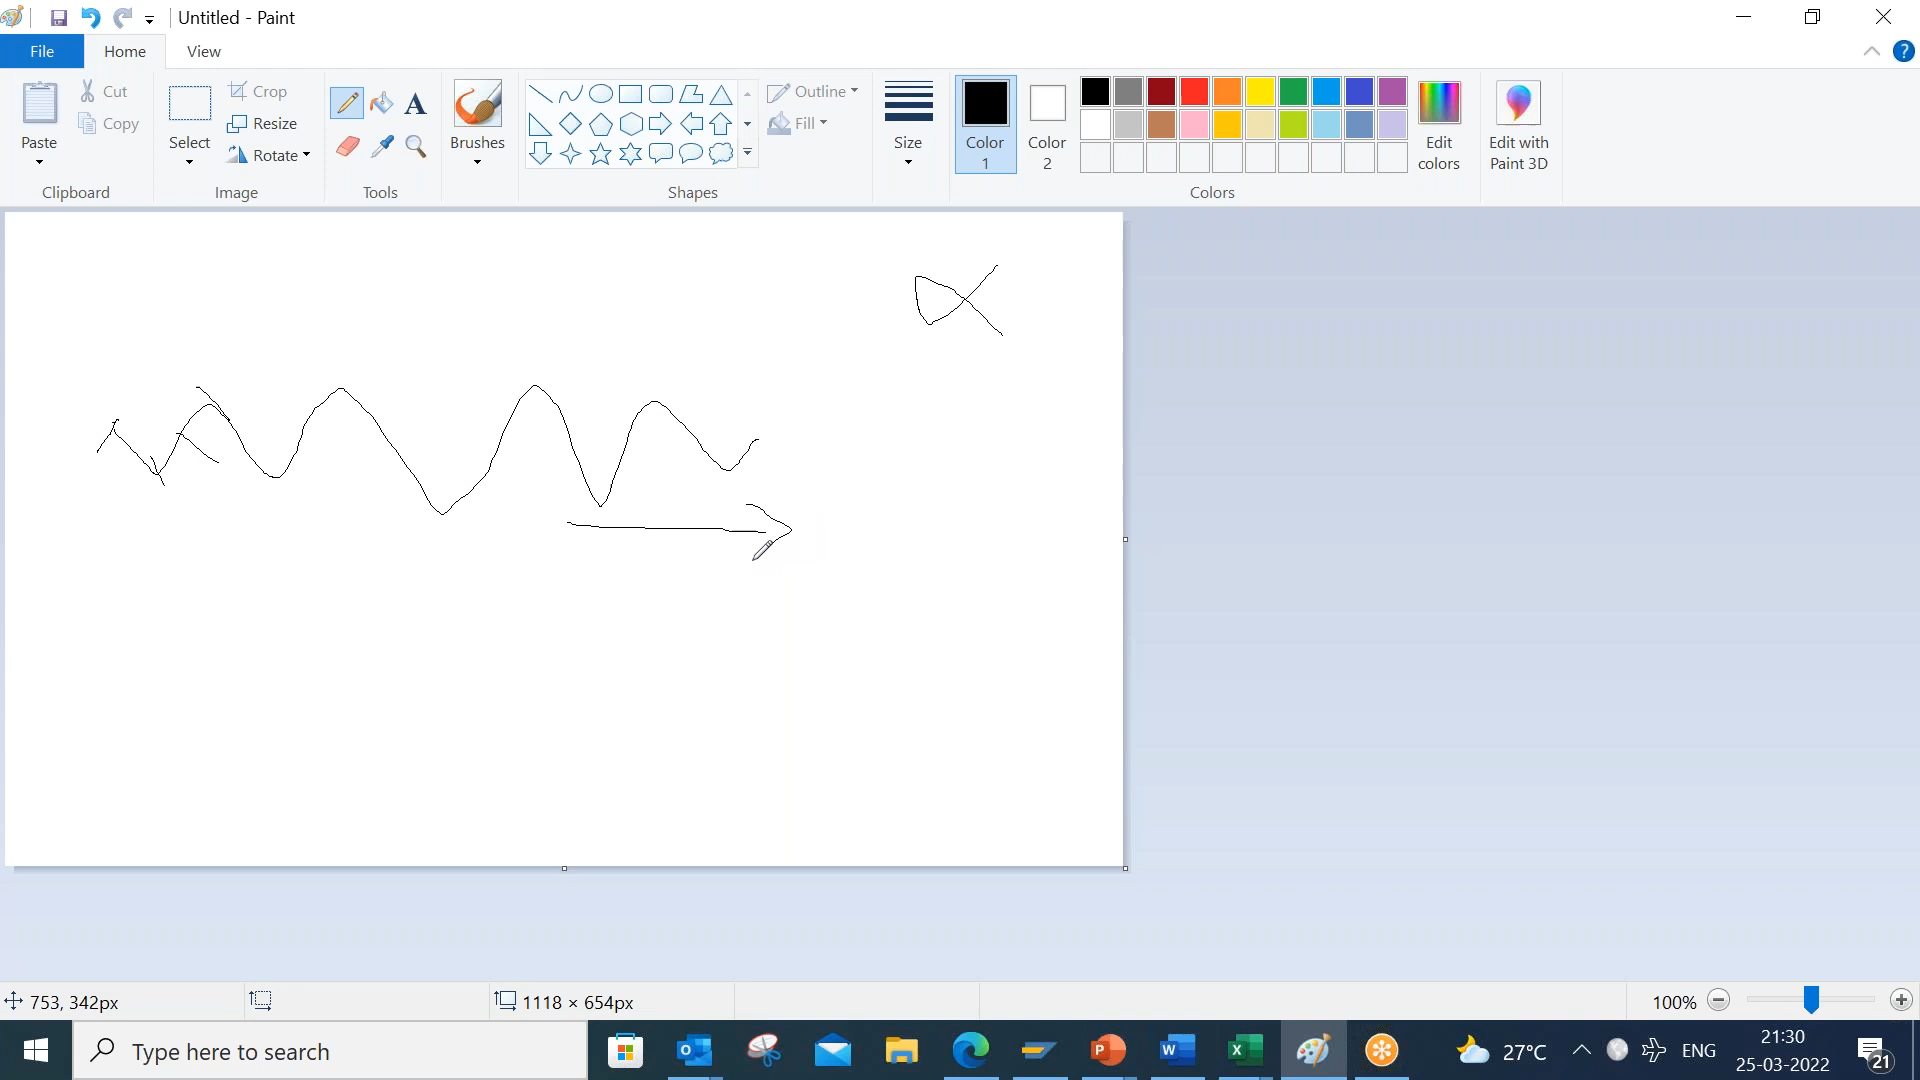 Untitled - Paint
File Home View
Cut Crop Outline
Copy Resize Fill
Paste Select Rotate Brushes Size Color 1 Color 2 Edit colors Edit with Paint 3D
Clipboard Image Tools Shapes Colors
A
?
α
753, 342px 1118 × 654px 100%
Type here to search 27°C ENG 21:30
25-03-2022 21